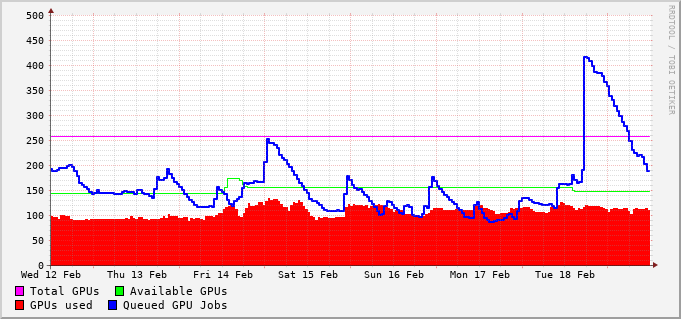 500
450
400
350
300
250
200
150
100
50
0
Wed 12 Feb Thu 13 Feb Fri 14 Feb Sat 15 Feb Sun 16 Feb Mon 17 Feb Tue 18 Feb
Total GPUs Available GPUs
GPUs used Queued GPU Jobs
RRDTOOL / TOBI OETIKER